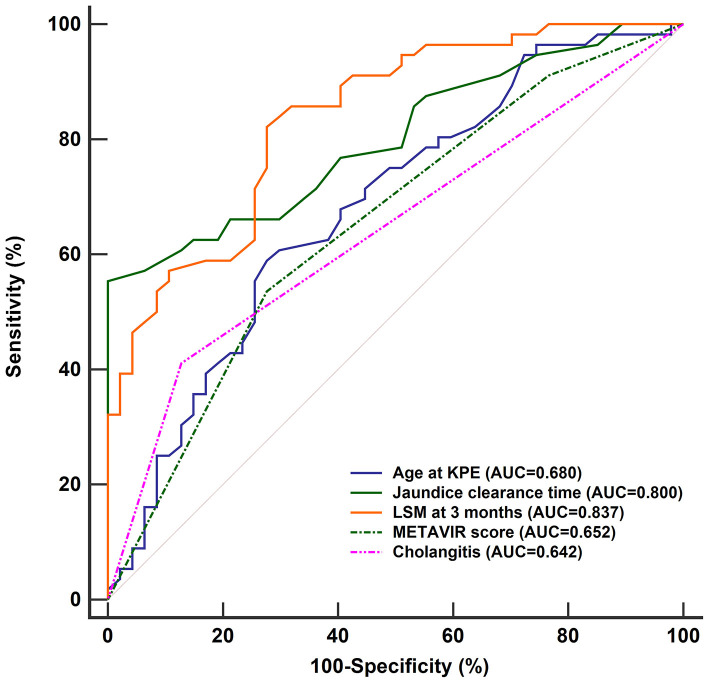 100
80
60
40
20
0
Sensitivity (%)
Age at KPE (AUC=0.680)
Jaundice clearance time (AUC=0.800)
LSM at 3 months (AUC=0.837)
METAVIR score (AUC=0.652)
Cholangitis (AUC=0.642)
0 20 40 60 80 100
100-Specificity (%)